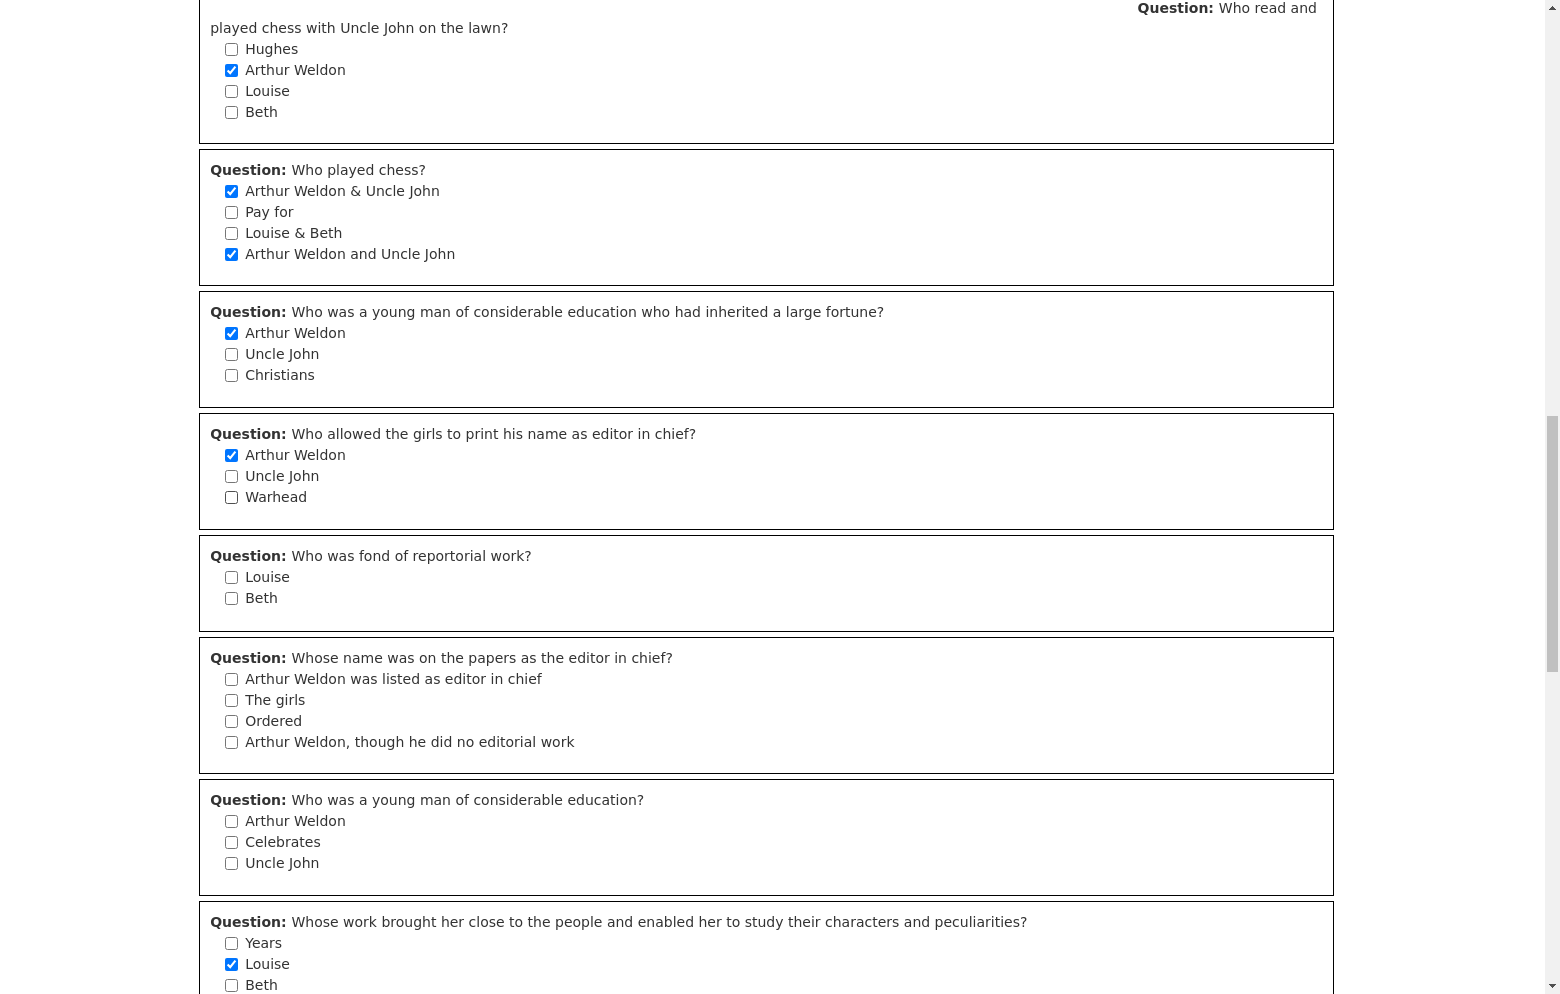 Question: Who read and
played chess with Uncle John on the lawn?
Hughes
Arthur Weldon
Louise
Beth
Question: Who played chess?
Arthur Weldon & Uncle John
Pay for
Louise & Beth
Arthur Weldon and Uncle John
Question: Who was a young man of considerable education who had inherited a large fortune?
Arthur Weldon
Uncle John
Christians
Question: Who allowed the girls to print his name as editor in chief?
Arthur Weldon
Uncle John
Warhead
Question: Who was fond of reportorial work?
Louise
Beth
Question: Whose name was on the papers as the editor in chief?
Arthur Weldon was listed as editor in chief
The girls
Ordered
Arthur Weldon, though he did no editorial work
Question: Who was a young man of considerable education?
Arthur Weldon
Celebrates
Uncle John
Question: Whose work brought her close to the people and enabled her to study their characters and peculiarities?
Years
Louise
Beth